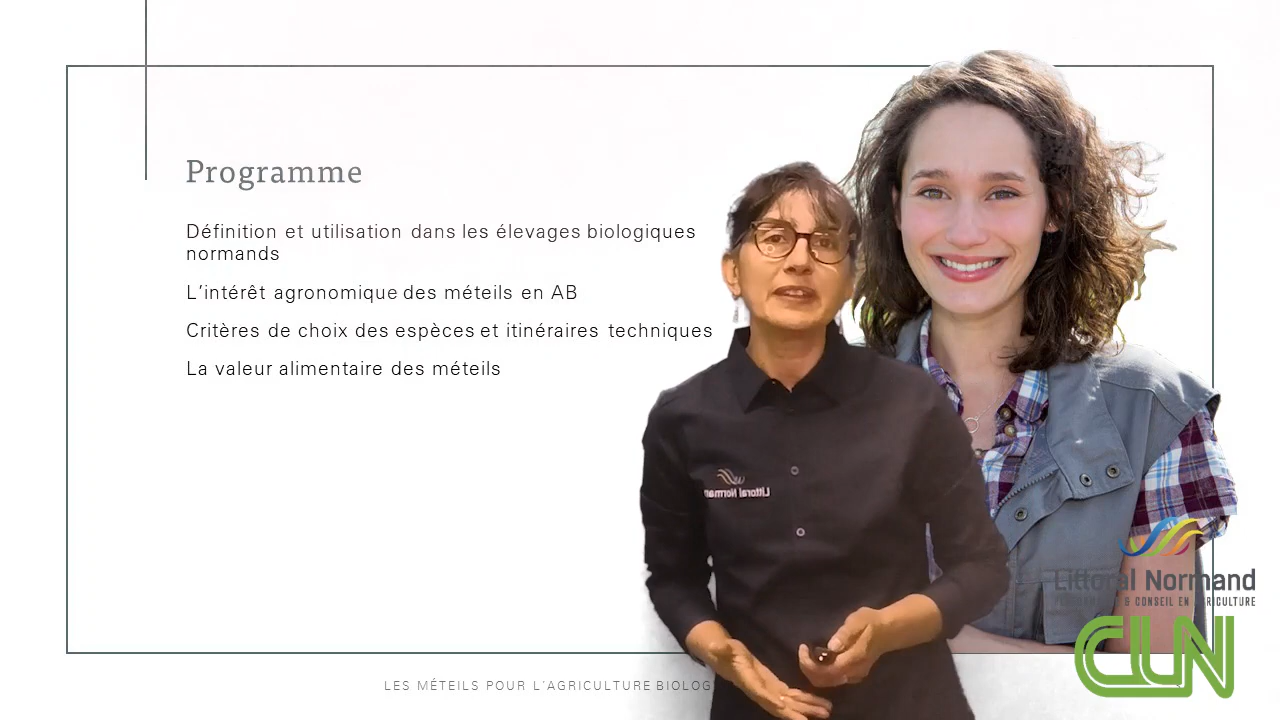 Programme
Définition et utilisation dans les élevages biologiques
normands
L'intérêt agronomique des méteils en AB
Critères de choix des espèces et itinéraires techniques
La valeur alimentaire des méteils
Littoral Norman
Littoral Normand
& CONSEIL EN AGRICULTURE
CLN
LES MÉTEILS POUR L'AGRICULTURE BIOLOG